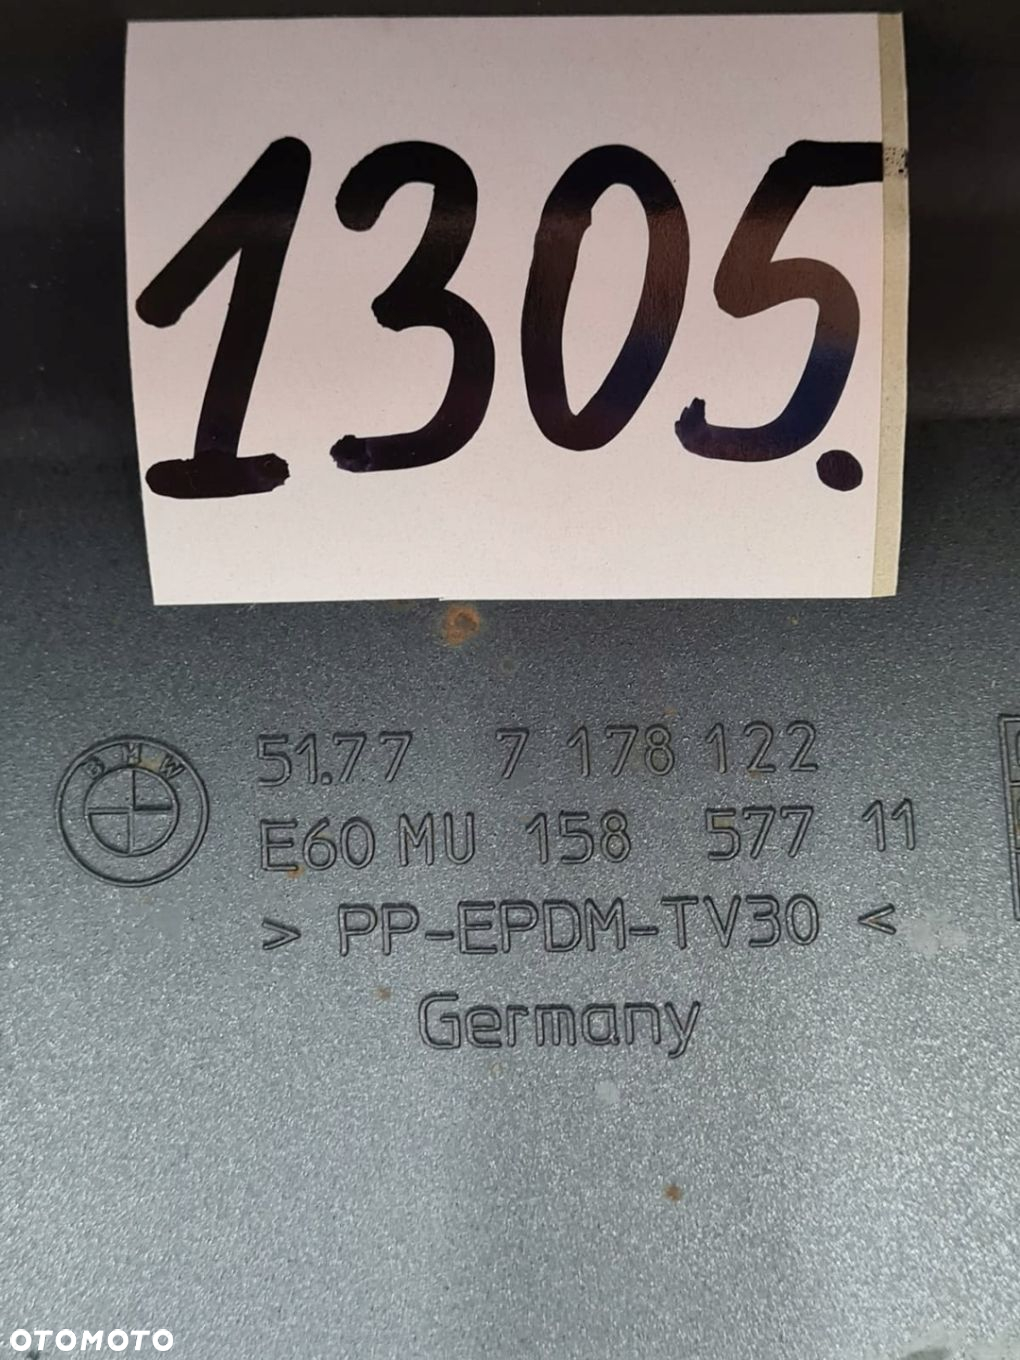 1305.
BMW
51.77 7 178 122
E60 MU 158 577 11
> PP-EPDM-TV30 <
Germany
OTOMOTO